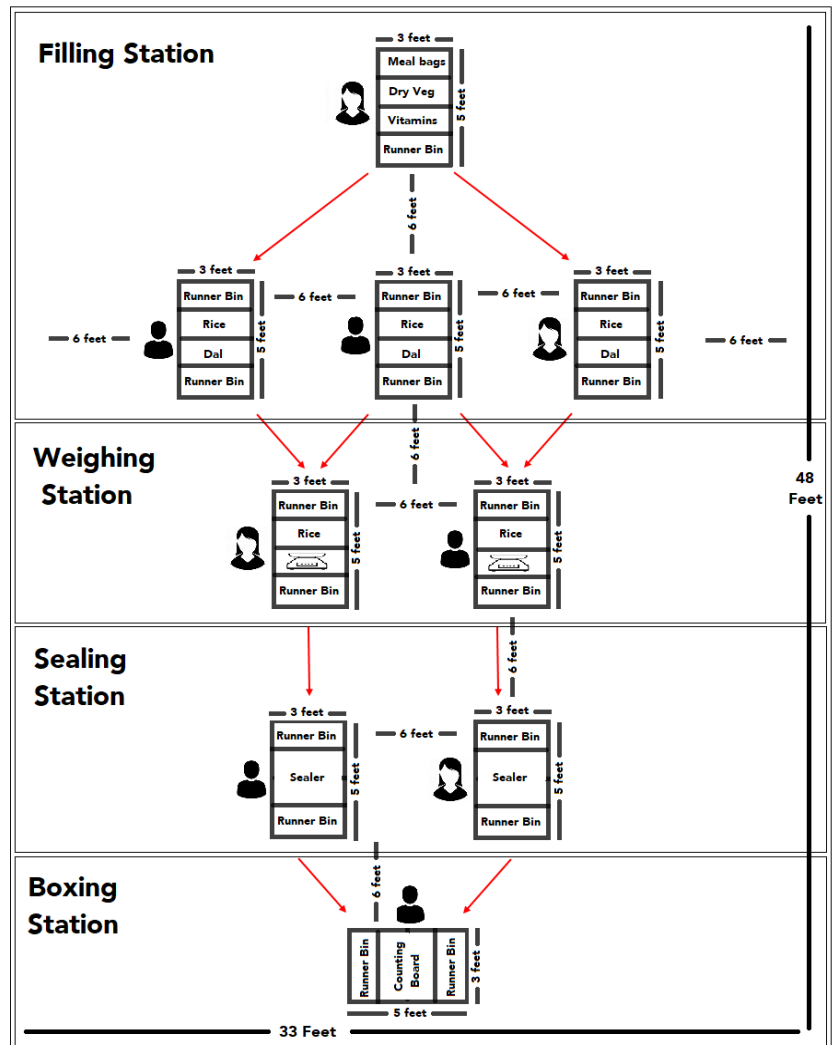 Filling Station
3 feet
Meal bags
Dry Veg
Vitamins
Runner Bin
5 feet
6 feet
3 feet
3 feet
3 feet
Runner Bin
Rice
Dal
Runner Bin
5 feet
6 feet
Runner Bin
Rice
Dal
Runner Bin
5 feet
6 feet
Runner Bin
Rice
Dal
Runner Bin
5 feet
6 feet
6 feet
Weighing
Station
6 feet
3 feet
Runner Bin
Rice
Runner Bin
5 feet
6 feet
3 feet
Runner Bin
Rice
Runner Bin
5 feet
48
Feet
Sealing
Station
6 feet
3 feet
Runner Bin
Sealer
Runner Bin
5 feet
6 feet
3 feet
Runner Bin
Sealer
Runner Bin
5 feet
Boxing
Station
6 feet
Runner Bin
Counting
Board
Runner Bin
3 feet
5 feet
33 Feet